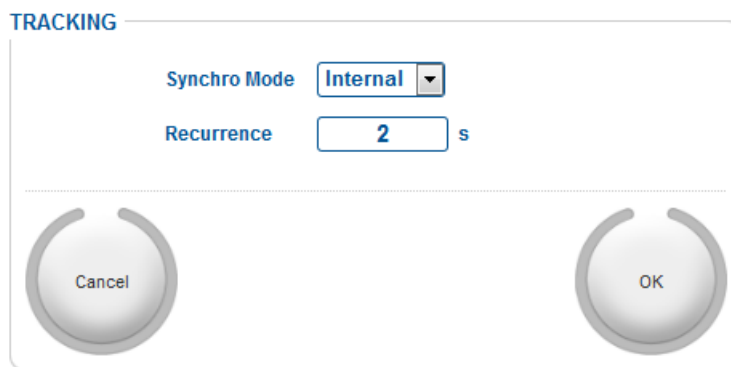 TRACKING
Synchro Mode Internal
Recurrence 2 s
Cancel OK